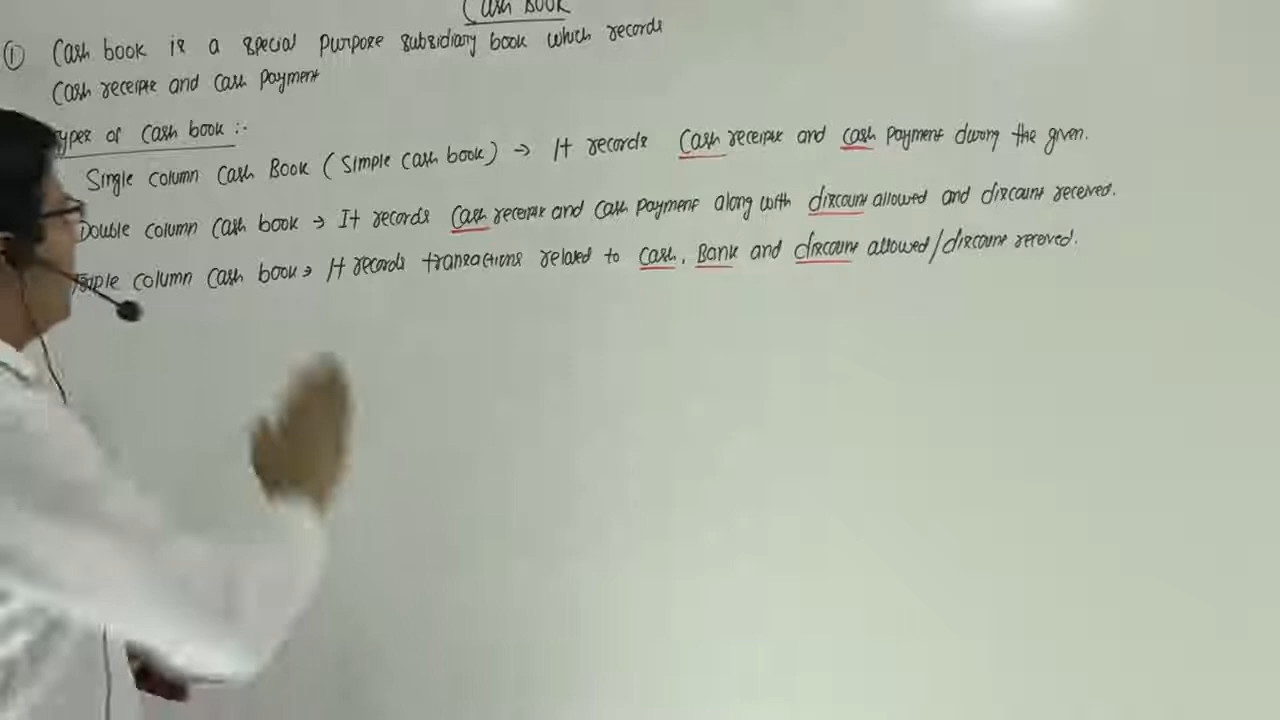 Cash Book
① Cash book is a special purpose subsidiary book which records
Cash receipts and cash payment
Types of Cash book :-
Single column Cash Book (Simple Cash book) → It records Cash receipts and cash payment during the given.
Double column Cash book → It records Cash receipts and cash payment along with discount allowed and discount received.
Triple column Cash book → It records transactions related to Cash, Bank and discount allowed/discount received.